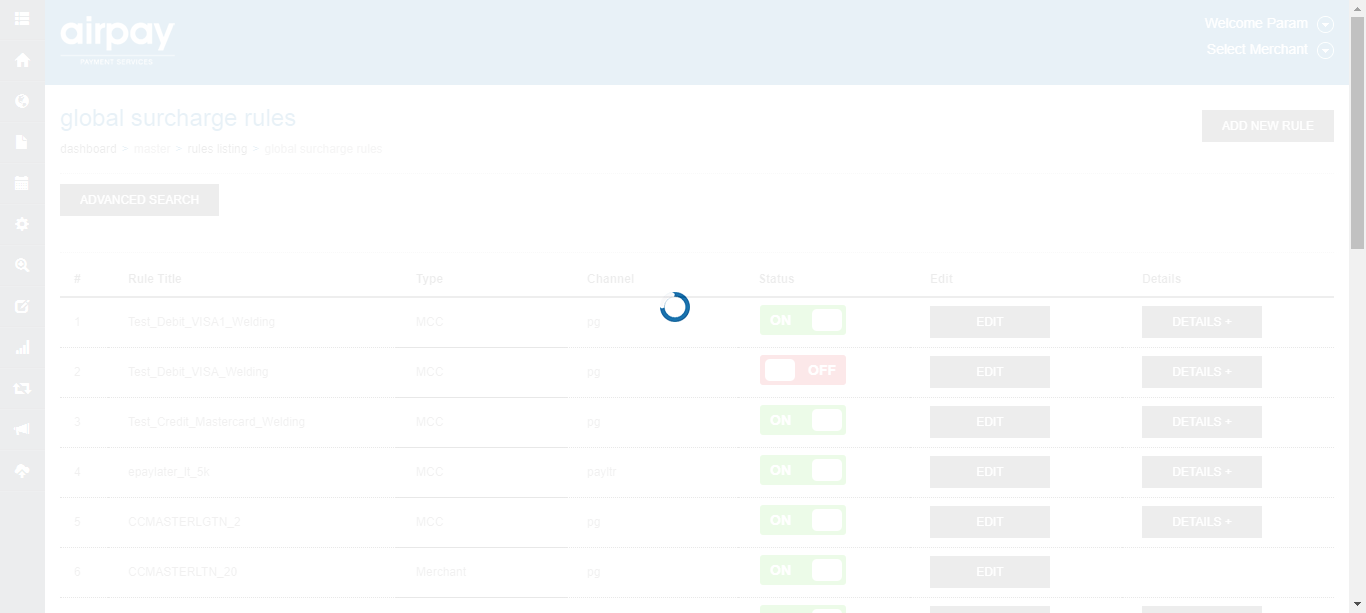 airpay
PAYMENT SERVICES
Welcome Param
Select Merchant
global surcharge rules
ADD NEW RULE
dashboard > master > rules listing > global surcharge rules
ADVANCED SEARCH
# Rule Title Type Channel Status Edit Details
1 Test_Debit_VISA1_Welding MCC pg ON EDIT DETAILS +
2 Test_Debit_VISA_Welding MCC pg OFF EDIT DETAILS +
3 Test_Credit_Mastercard_Welding MCC pg ON EDIT DETAILS +
4 epaylater_lt_5k MCC payltr ON EDIT DETAILS +
5 CCMASTERLGTN_2 MCC pg ON EDIT DETAILS +
6 CCMASTERLTN_20 Merchant pg ON EDIT